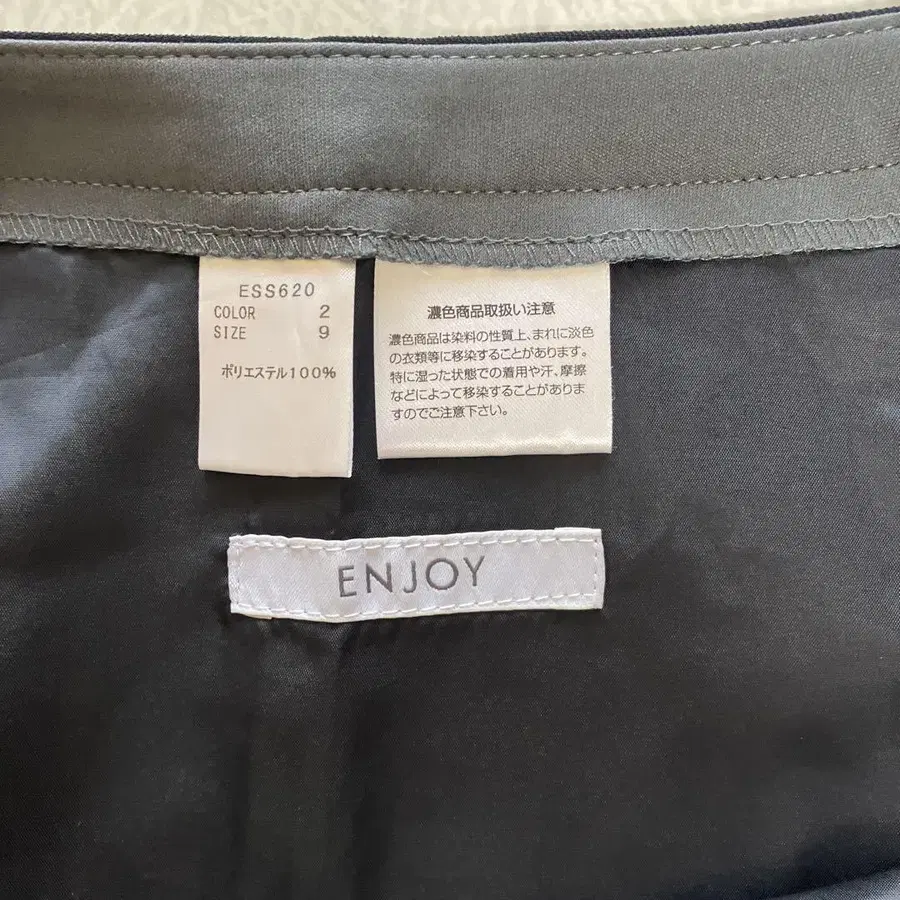 ESS620
COLOR 2
SIZE 9
ポリエステル100%
濃色商品取扱い注意
濃色商品は染料の性質上、まれに淡色
の衣類等に移染することがあります。
特に湿った状態での着用や汗、摩擦
などによって移染することがありま
すのでご注意下さい。
ENJOY